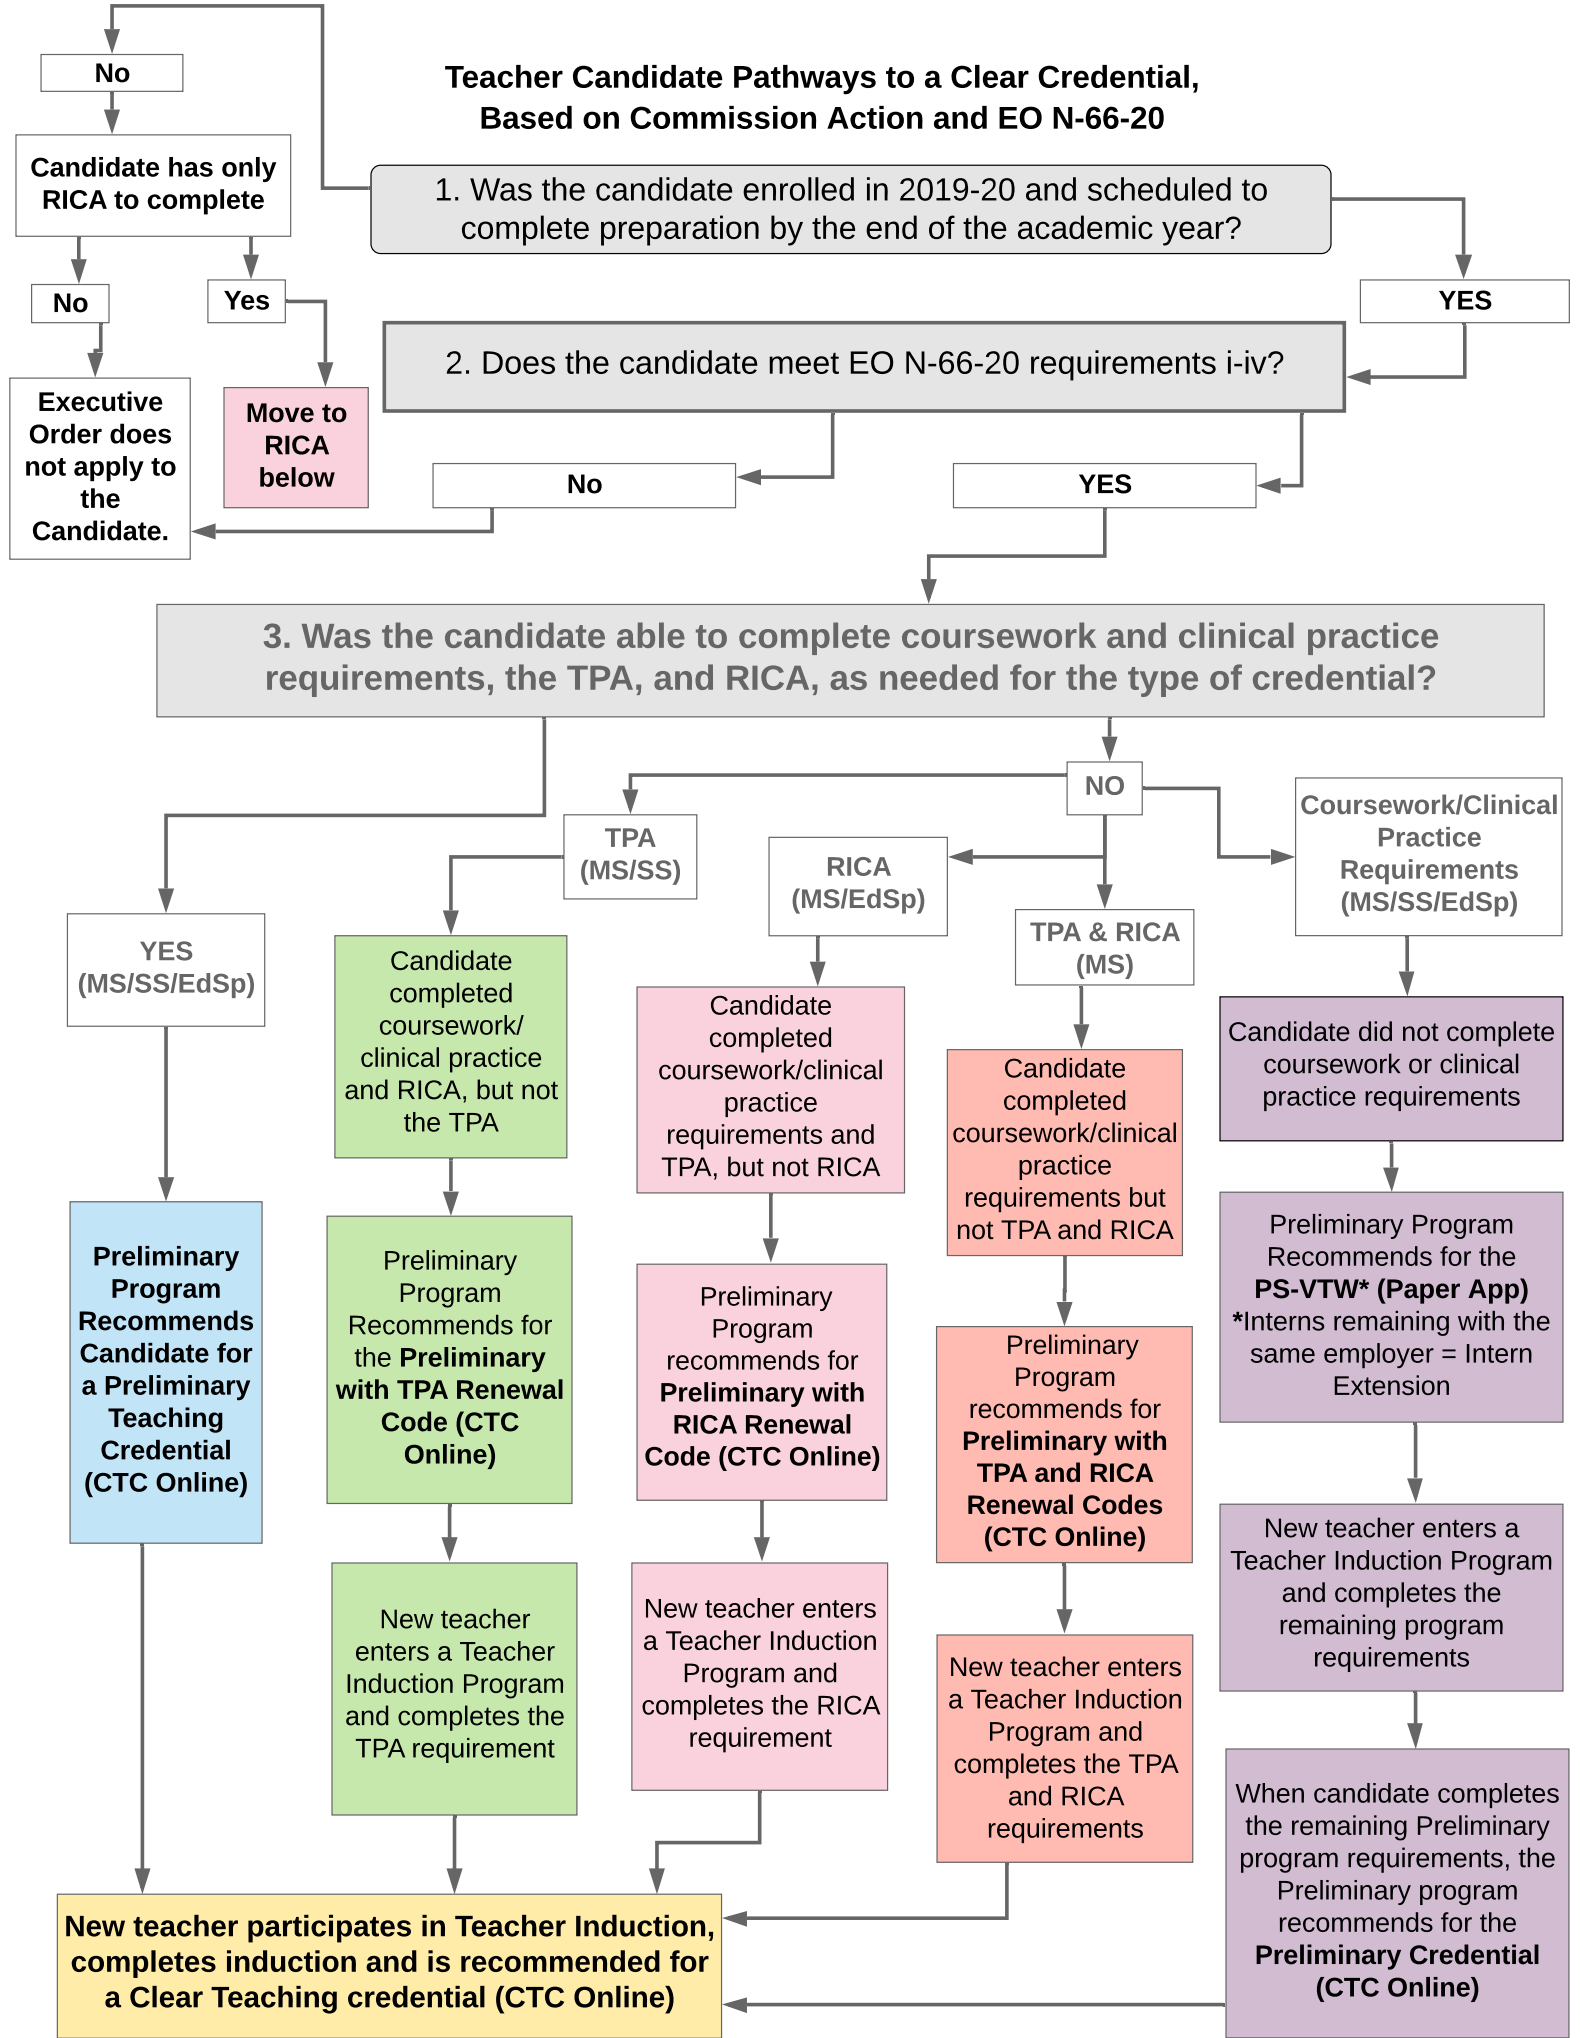 No
Teacher Candidate Pathways to a Clear Credential,
Based on Commission Action and EO N-66-20
Candidate has only
RICA to complete
1. Was the candidate enrolled in 2019-20 and scheduled to
complete preparation by the end of the academic year?
No
Yes
YES
2. Does the candidate meet EO N-66-20 requirements i-iv?
Executive
Order does
not apply to
the
Candidate.
Move to
RICA
below
No
YES
3. Was the candidate able to complete coursework and clinical practice
requirements, the TPA, and RICA, as needed for the type of credential?
NO
YES
(MS/SS/EdSp)
TPA
(MS/SS)
RICA
(MS/EdSp)
TPA & RICA
(MS)
Coursework/Clinical
Practice
Requirements
(MS/SS/EdSp)
Preliminary
Program
Recommends
Candidate for
a Preliminary
Teaching
Credential
(CTC Online)
Candidate
completed
coursework/
clinical practice
and RICA, but not
the TPA
Preliminary
Program
Recommends for
the Preliminary
with TPA Renewal
Code (CTC
Online)
New teacher
enters a Teacher
Induction Program
and completes the
TPA requirement
Candidate
completed
coursework/clinical
practice
requirements and
TPA, but not RICA
Preliminary
Program
recommends for
Preliminary with
RICA Renewal
Code (CTC Online)
New teacher enters
a Teacher Induction
Program and
completes the RICA
requirement
Candidate
completed
coursework/clinical
practice
requirements but
not TPA and RICA
Preliminary
Program
recommends for
Preliminary with
TPA and RICA
Renewal Codes
(CTC Online)
New teacher enters
a Teacher Induction
Program and
completes the TPA
and RICA
requirements
Candidate did not complete
coursework or clinical
practice requirements
Preliminary Program
Recommends for the
PS-VTW* (Paper App)
*Interns remaining with the
same employer = Intern
Extension
New teacher enters a
Teacher Induction Program
and completes the
remaining program
requirements
When candidate completes
the remaining Preliminary
program requirements, the
Preliminary program
recommends for the
Preliminary Credential
(CTC Online)
New teacher participates in Teacher Induction,
completes induction and is recommended for
a Clear Teaching credential (CTC Online)